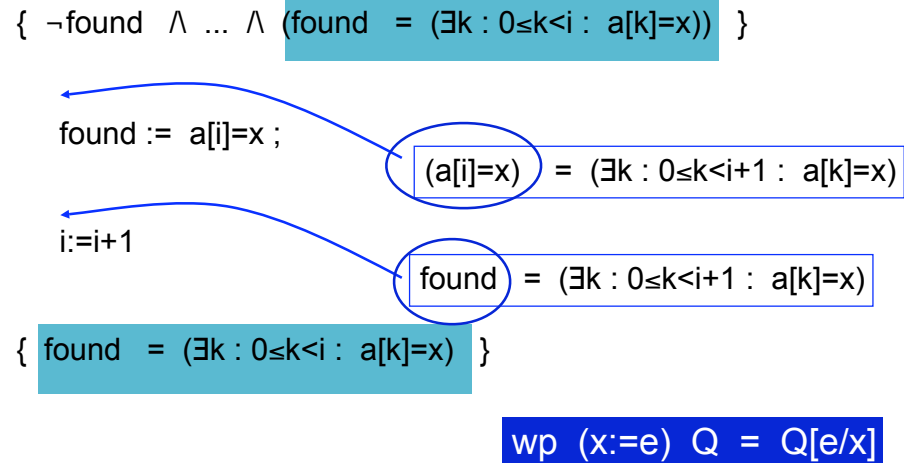 { ¬found /\ ... /\ (found = (∃k : 0≤k<i : a[k]=x)) }
found := a[i]=x ;
(a[i]=x) = (∃k : 0≤k<i+1 : a[k]=x)
i:=i+1
found = (∃k : 0≤k<i+1 : a[k]=x)
{ found = (∃k : 0≤k<i : a[k]=x) }
wp (x:=e) Q = Q[e/x]